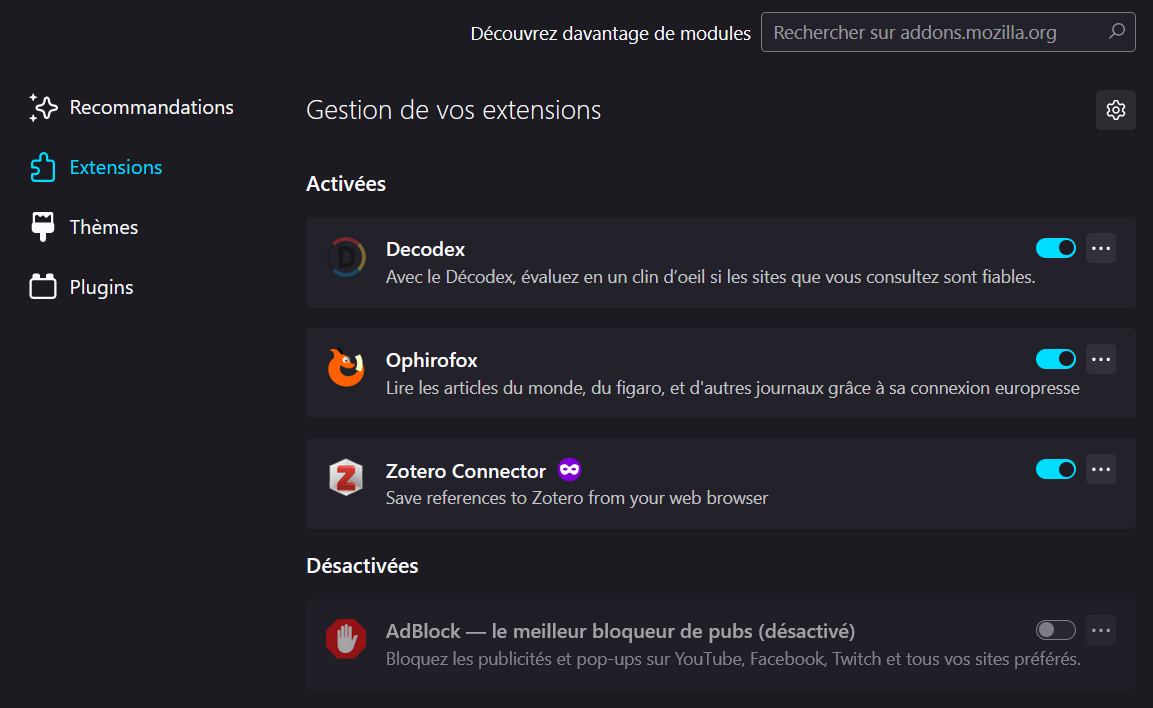 Découvrez davantage de modules
Rechercher sur addons.mozilla.org
Recommandations
Extensions
Thèmes
Plugins
Gestion de vos extensions
Activées
D
Decodex
Avec le Décodex, évaluez en un clin d’oeil si les sites que vous consultez sont fiables.
Ophirofox
Lire les articles du monde, du figaro, et d'autres journaux grâce à sa connexion europresse
Z
Zotero Connector
Save references to Zotero from your web browser
Désactivées
AdBlock — le meilleur bloqueur de pubs (désactivé)
Bloquez les publicités et pop-ups sur YouTube, Facebook, Twitch et tous vos sites préférés.